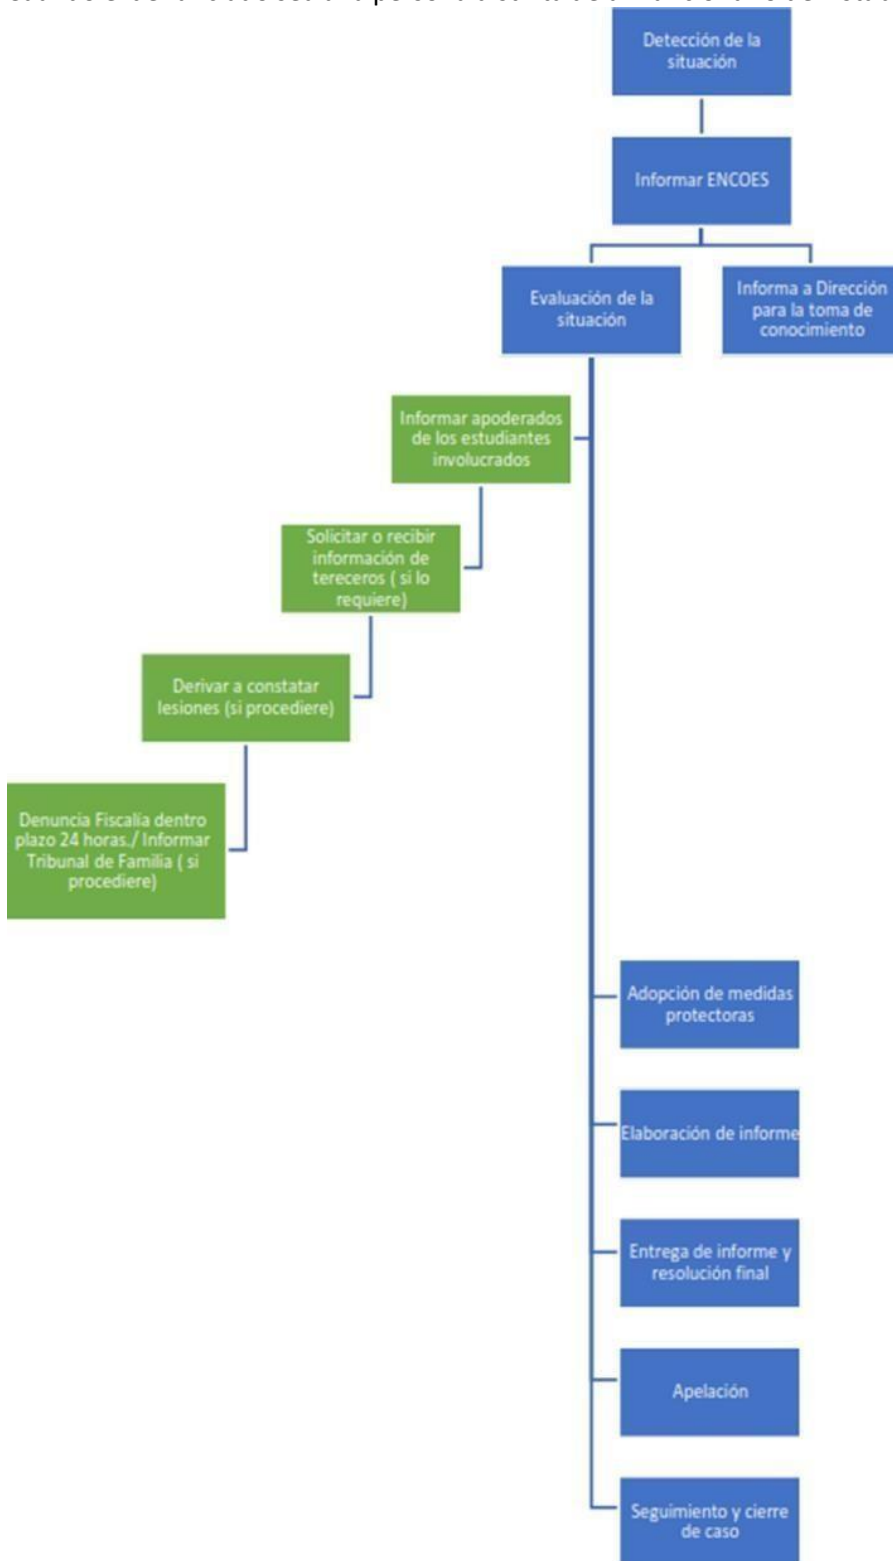 Detección de la
situación
Informar ENCOES
Evaluación de la
situación
Informa a Dirección
para la toma de
conocimiento
Informar apoderados
de los estudiantes
involucrados
Solicitar o recibir
información de
tereceros ( si lo
requiere)
Derivar a constatar
lesiones (si procediere)
Denuncia Fiscalía dentro
plazo 24 horas./ Informar
Tribunal de Familia ( si
procediere)
Adopción de medidas
protectoras
Elaboración de informe
Entrega de informe y
resolución final
Apelación
Seguimiento y cierre
de caso